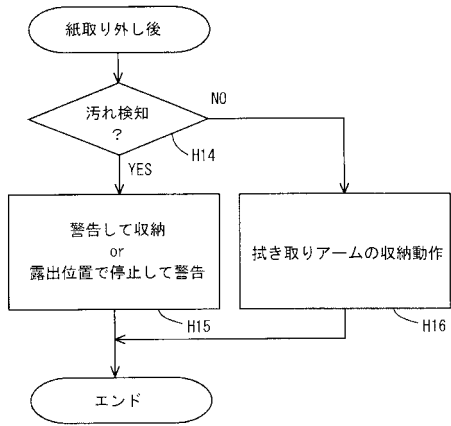 紙取り外し後
汚れ検知
?
NO
H14
YES
警告して収納
or
露出位置で停止して警告
H15
拭き取りアームの収納動作
H16
エンド